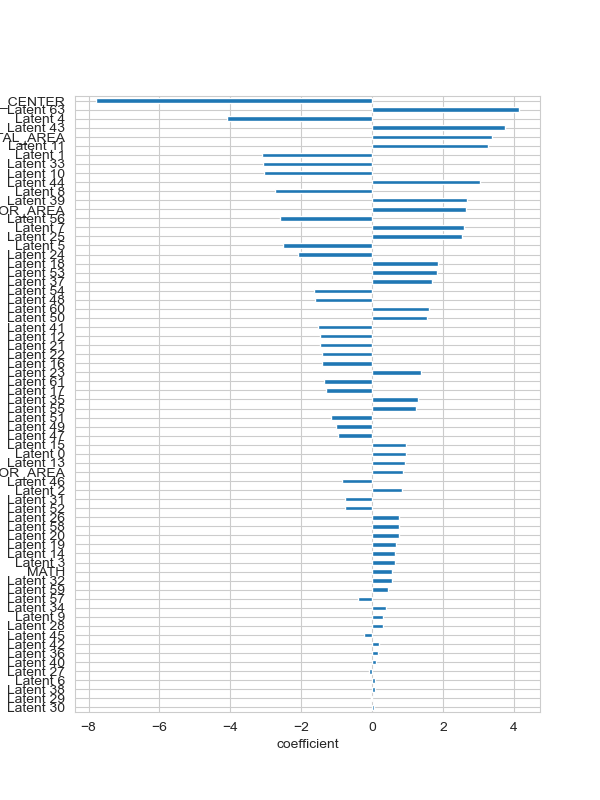 _CENTER
Latent 63
Latent 4
Latent 43
TAL_AREA
Latent 11
Latent 1
Latent 33
Latent 10
Latent 44
Latent 8
Latent 39
OR_AREA
Latent 56
Latent 7
Latent 25
Latent 5
Latent 24
Latent 18
Latent 53
Latent 37
Latent 54
Latent 48
Latent 60
Latent 50
Latent 41
Latent 12
Latent 21
Latent 22
Latent 16
Latent 23
Latent 61
Latent 17
Latent 35
Latent 55
Latent 51
Latent 49
Latent 47
Latent 15
Latent 0
Latent 13
OR_AREA
Latent 46
Latent 2
Latent 31
Latent 52
Latent 26
Latent 58
Latent 20
Latent 19
Latent 14
Latent 3
MATH
Latent 32
Latent 59
Latent 57
Latent 34
Latent 9
Latent 28
Latent 45
Latent 42
Latent 36
Latent 40
Latent 27
Latent 6
Latent 38
Latent 29
Latent 30
−8 −6 −4 −2 0 2 4
coefficient